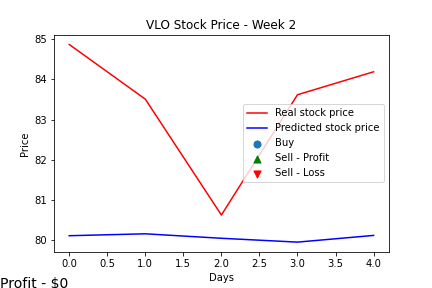 VLO Stock Price - Week 2
85
84
83
82
81
80
Price
Real stock price
Predicted stock price
Buy
Sell - Profit
Sell - Loss
0.0 0.5 1.0 1.5 2.0 2.5 3.0 3.5 4.0
Days
Profit - $0